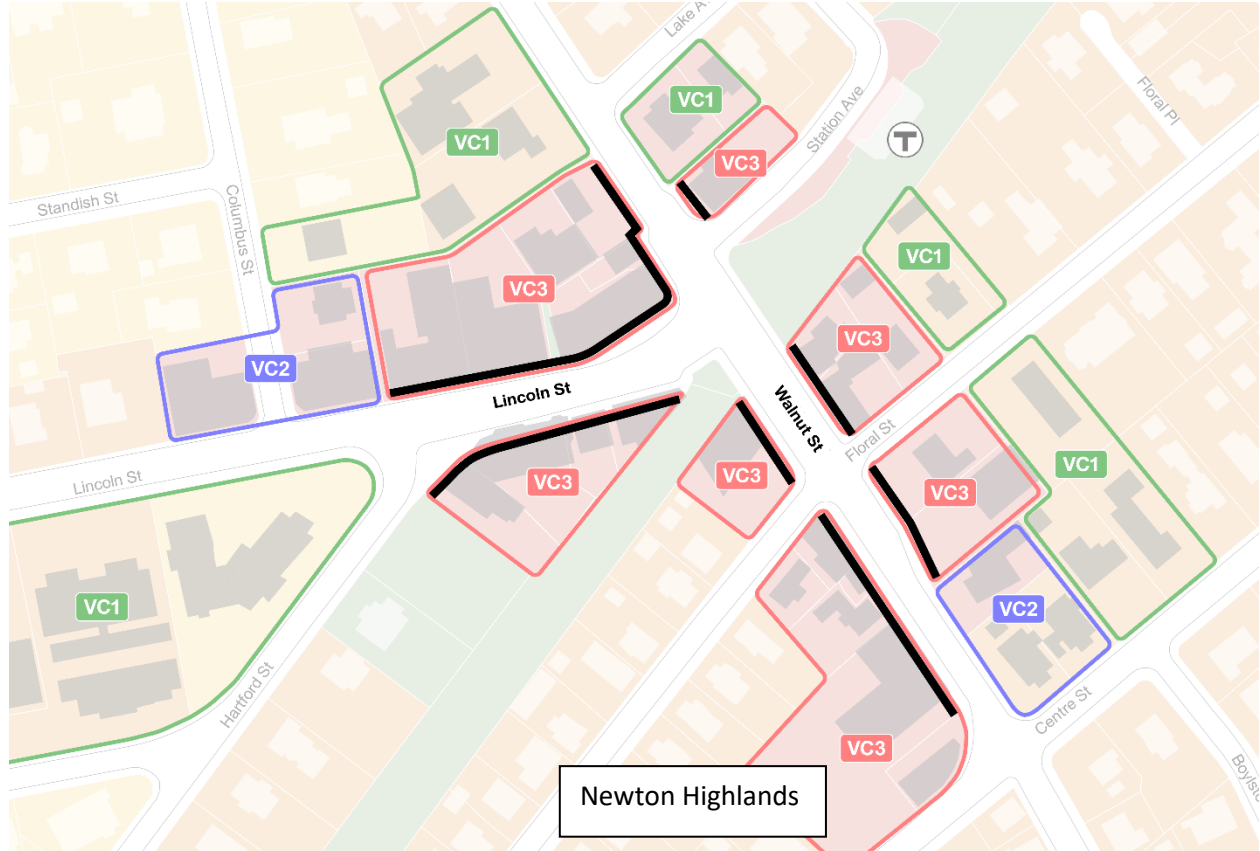 Lake A
VC1
Floral Pl
VC1
Station Ave
T
VC3
Standish St
Columbus St
VC1
VC3
VC3
VC2
Lincoln St
Walnut St
Floral St
VC1
Lincoln St
VC3
VC3
VC3
VC1
VC2
Hartford St
Centre St
VC3
Boylsto
Newton Highlands